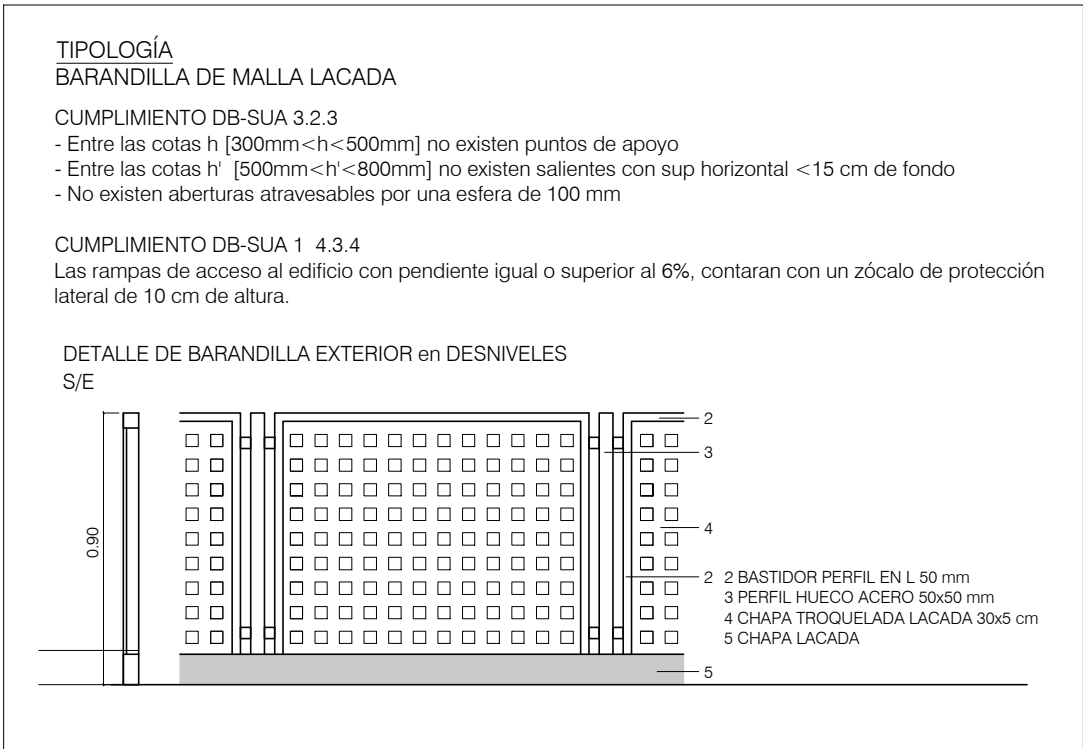 TIPOLOGÍA
BARANDILLA DE MALLA LACADA
CUMPLIMIENTO DB-SUA 3.2.3
- Entre las cotas h [300mm<h<500mm] no existen puntos de apoyo
- Entre las cotas h' [500mm<h'<800mm] no existen salientes con sup horizontal <15 cm de fondo
- No existen aberturas atravesables por una esfera de 100 mm
CUMPLIMIENTO DB-SUA 1 4.3.4
Las rampas de acceso al edificio con pendiente igual o superior al 6%, contaran con un zócalo de protección
lateral de 10 cm de altura.
DETALLE DE BARANDILLA EXTERIOR en DESNIVELES
S/E
0.90
2
3
4
2
2 BASTIDOR PERFIL EN L 50 mm
3 PERFIL HUECO ACERO 50x50 mm
4 CHAPA TROQUELADA LACADA 30x5 cm
5 CHAPA LACADA
5